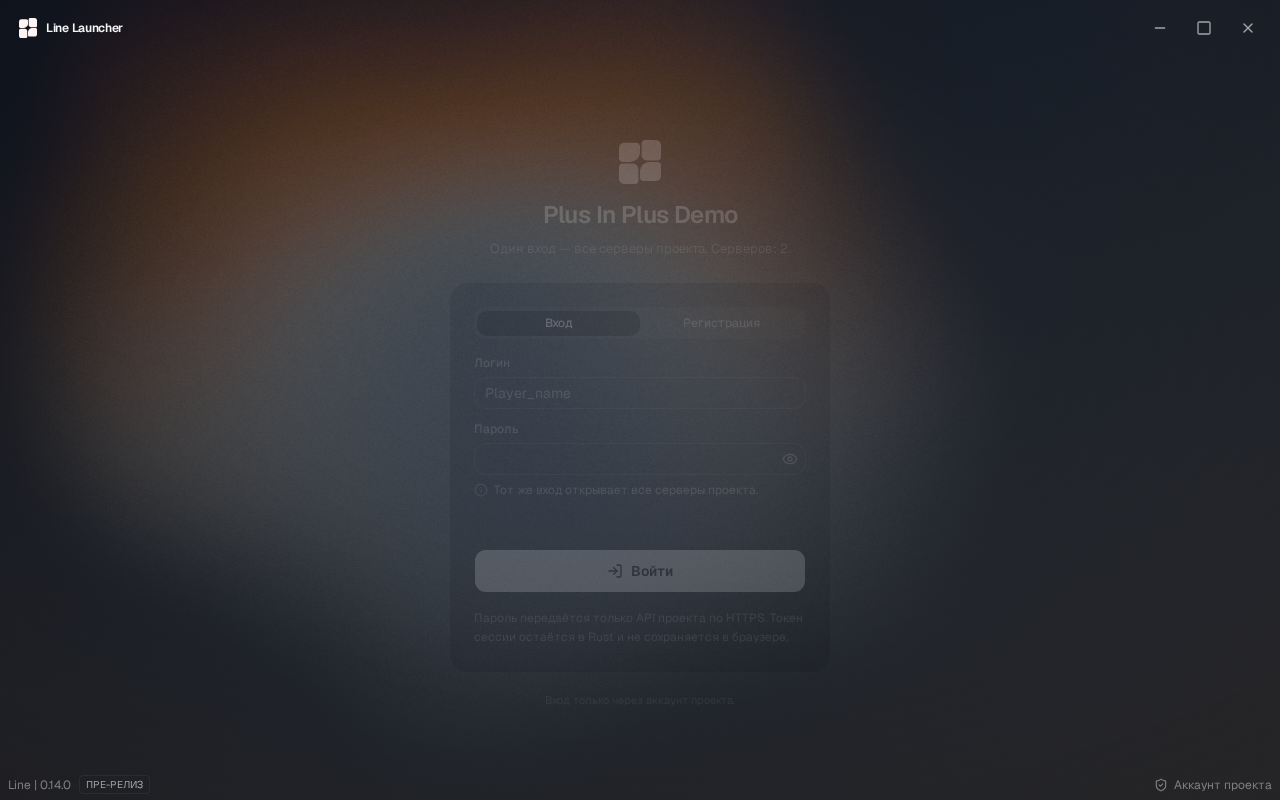 Line Launcher
Plus In Plus Demo
Один вход — все серверы проекта. Серверов: 2.
Вход
Регистрация
Логин
Player_name
Пароль
Тот же вход открывает все серверы проекта.
Войти
Пароль передаётся только API проекта по HTTPS. Токен
сессии остаётся в Rust и не сохраняется в браузере.
Вход только через аккаунт проекта.
Line | 0.14.0
ПРЕ-РЕЛИЗ
Аккаунт проекта